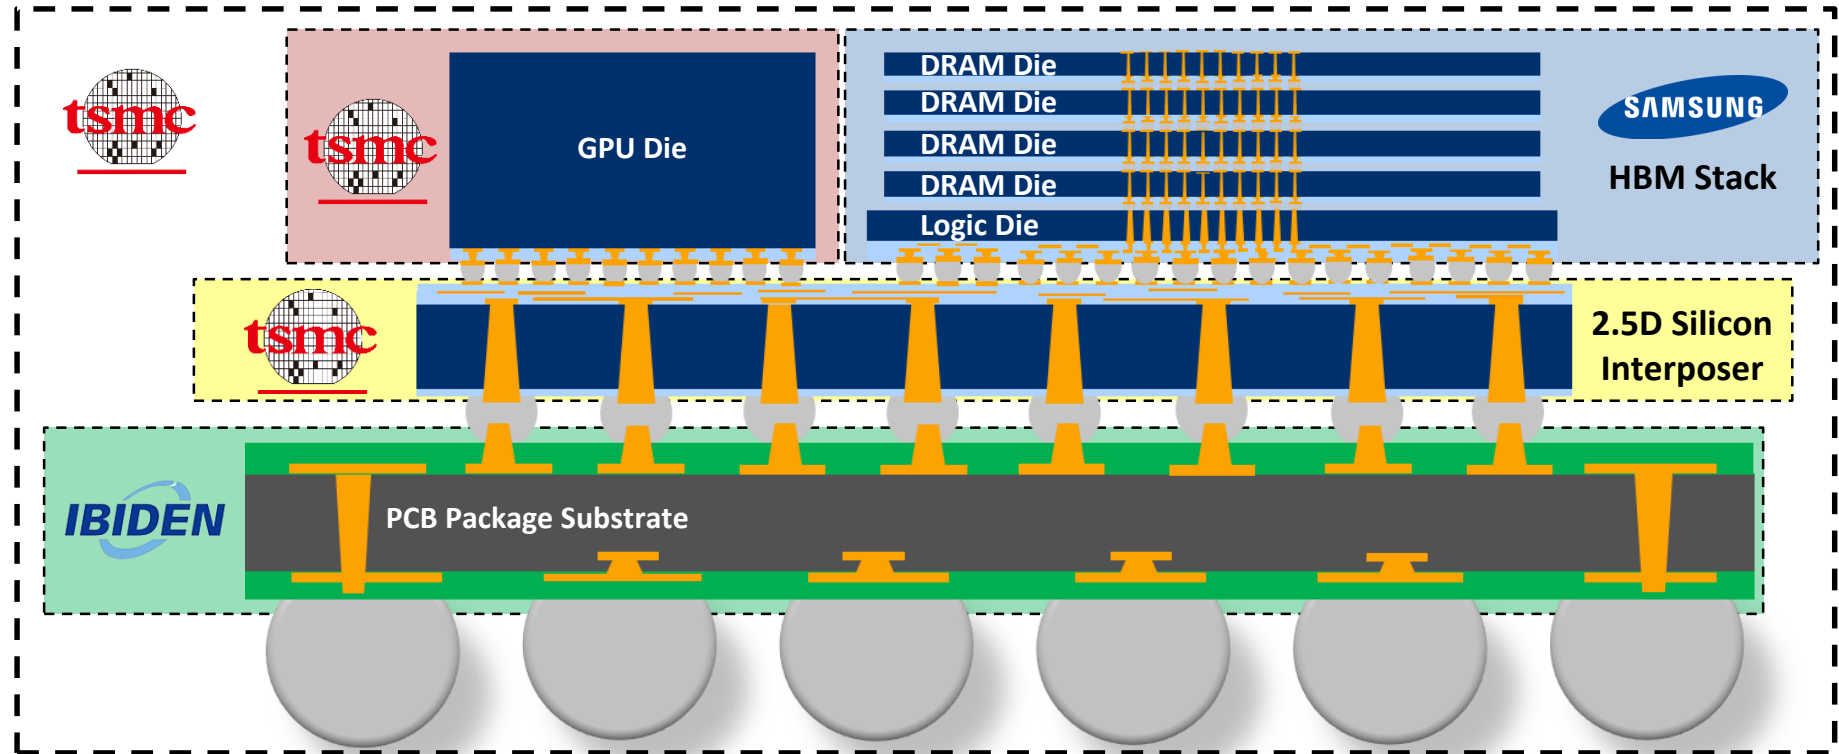 tsmc
tsmc
GPU Die
DRAM Die
DRAM Die
DRAM Die
DRAM Die
Logic Die
SAMSUNG
HBM Stack
tsmc
2.5D Silicon
Interposer
IBIDEN
PCB Package Substrate